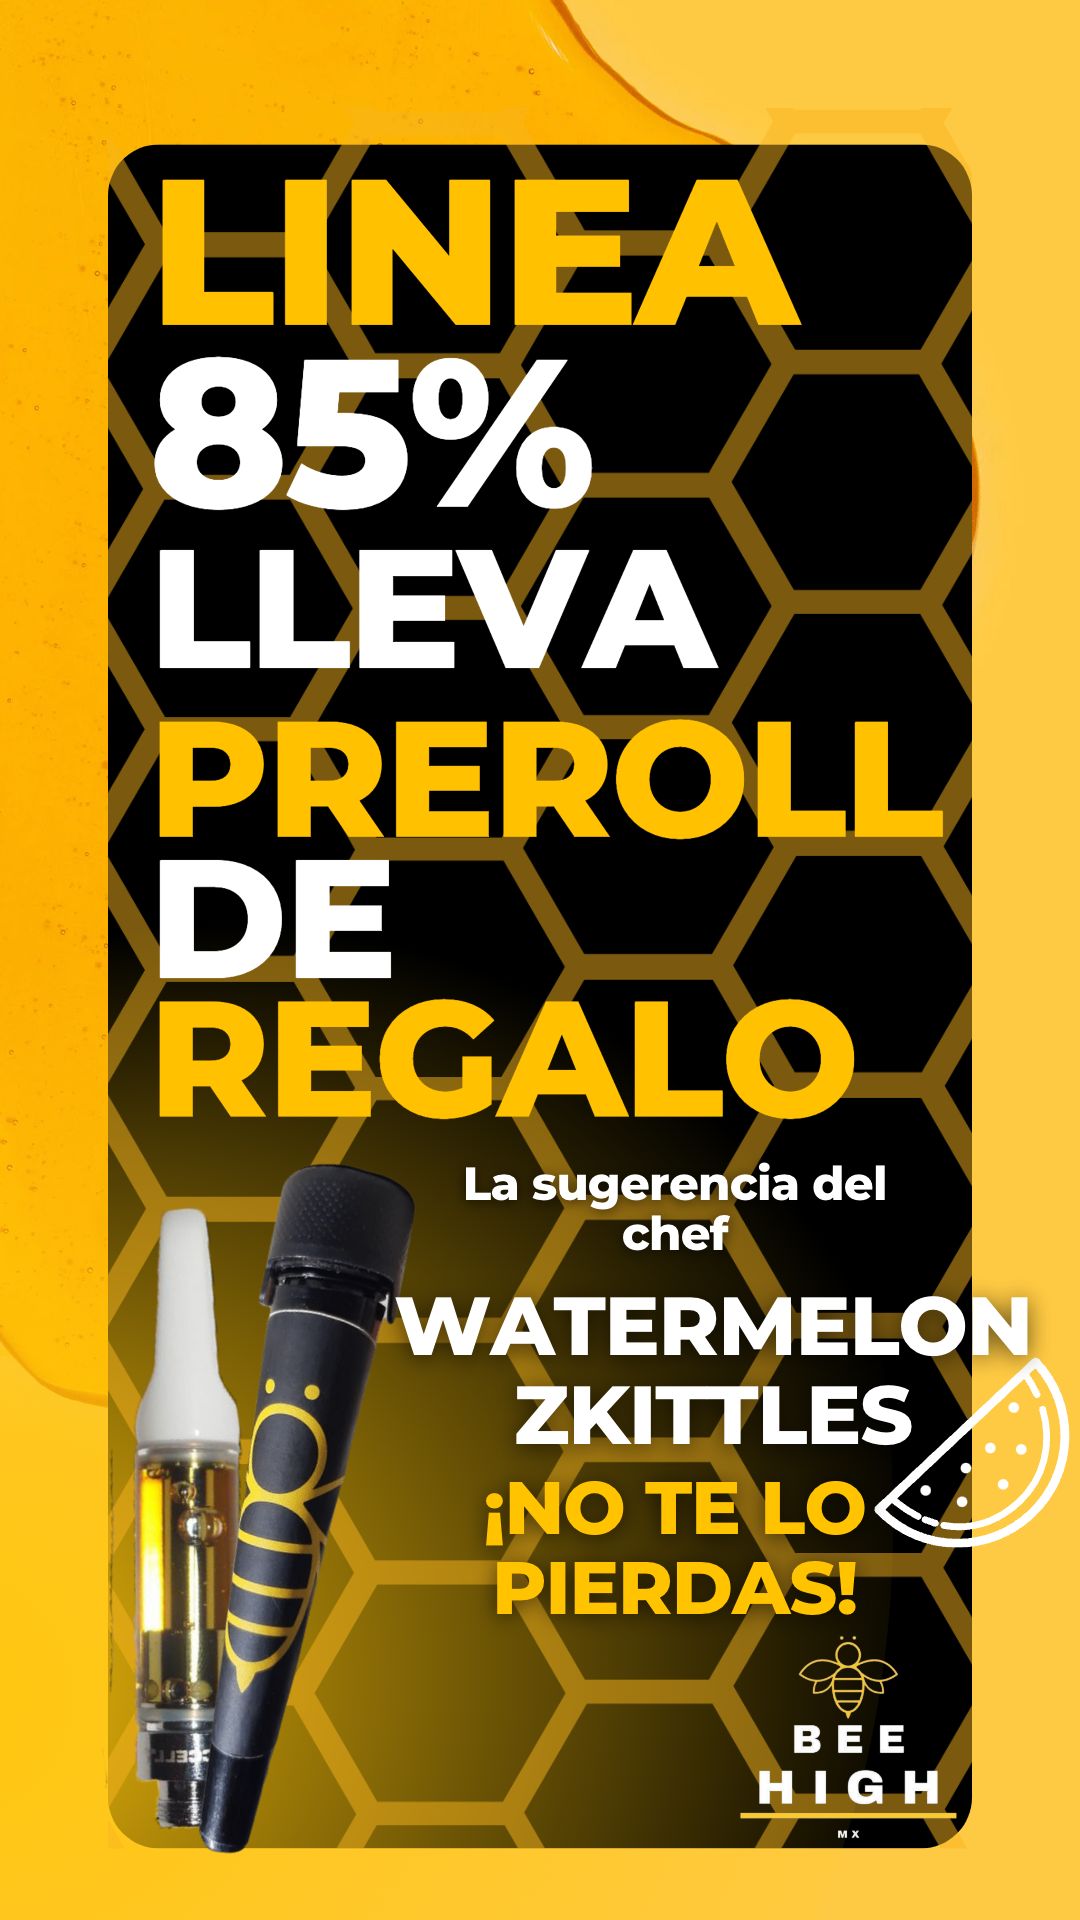 LINEA
85%
LLEVA
PREROLL
DE
REGALO
La sugerencia del
chef
WATERMELON
ZKITTLES
¡NO TE LO
PIERDAS!
BEE
HIGH
MX